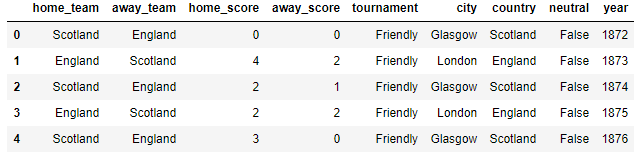 home_team away_team home_score away_score tournament city country neutral year
0 Scotland England 0 0 Friendly Glasgow Scotland False 1872
1 England Scotland 4 2 Friendly London England False 1873
2 Scotland England 2 1 Friendly Glasgow Scotland False 1874
3 England Scotland 2 2 Friendly London England False 1875
4 Scotland England 3 0 Friendly Glasgow Scotland False 1876